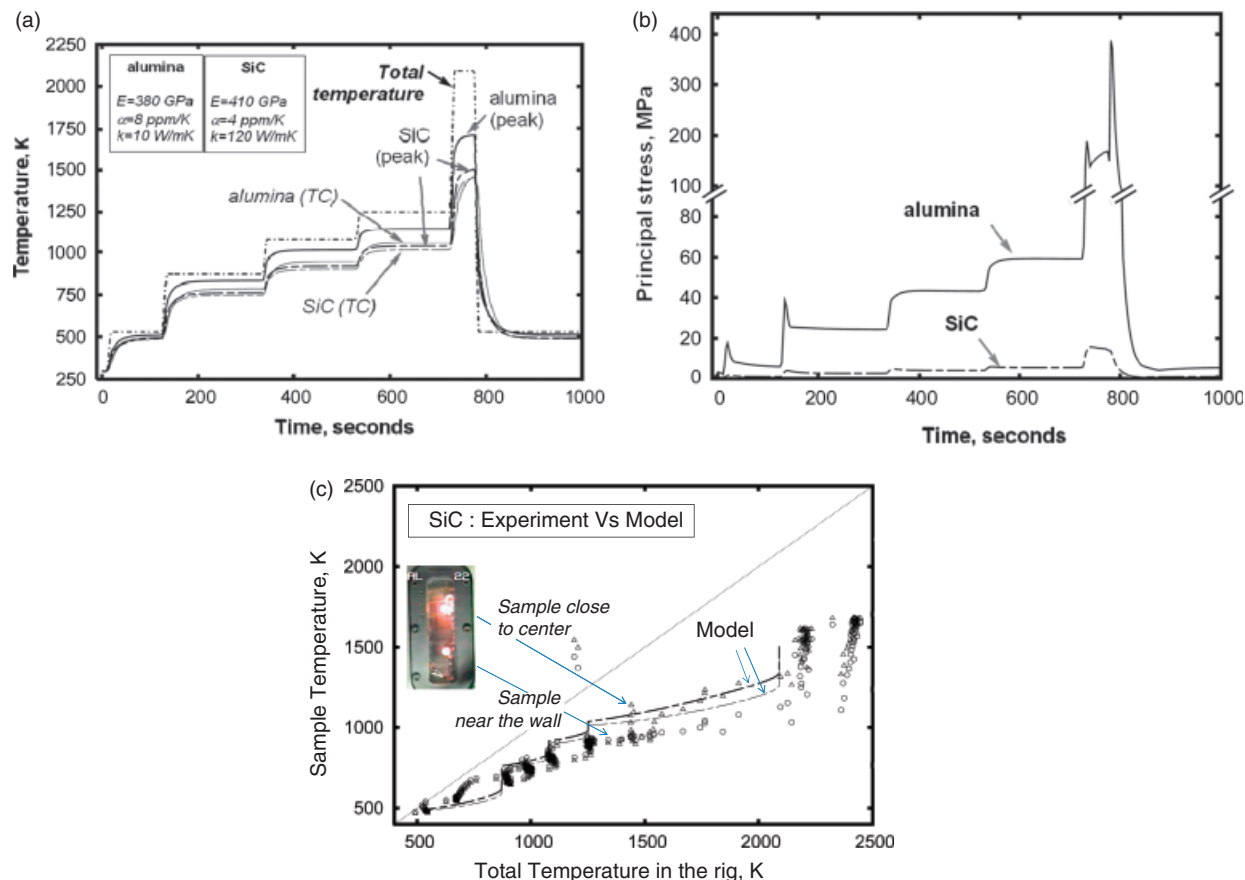 (a)
2250
2000
1750
1500
1250
1000
750
500
250
Temperature, K
alumina
E=380 GPa
α=8 ppm/K
k=10 W/mK
SiC
E=410 GPa
α=4 ppm/K
k=120 W/mK
Total
temperature
alumina
(peak)
SiC
(peak)
alumina (TC)
SiC (TC)
0 200 400 600 800 1000
Time, seconds
(b)
400
300
200
100
80
60
40
20
0
Principal stress, MPa
alumina
SiC
0 200 400 600 800 1000
Time, seconds
(c)
2500
2000
1500
1000
500
Sample Temperature, K
SiC : Experiment Vs Model
22
Sample close
to center
Model
Sample
near the wall
500 1000 1500 2000 2500
Total Temperature in the rig, K